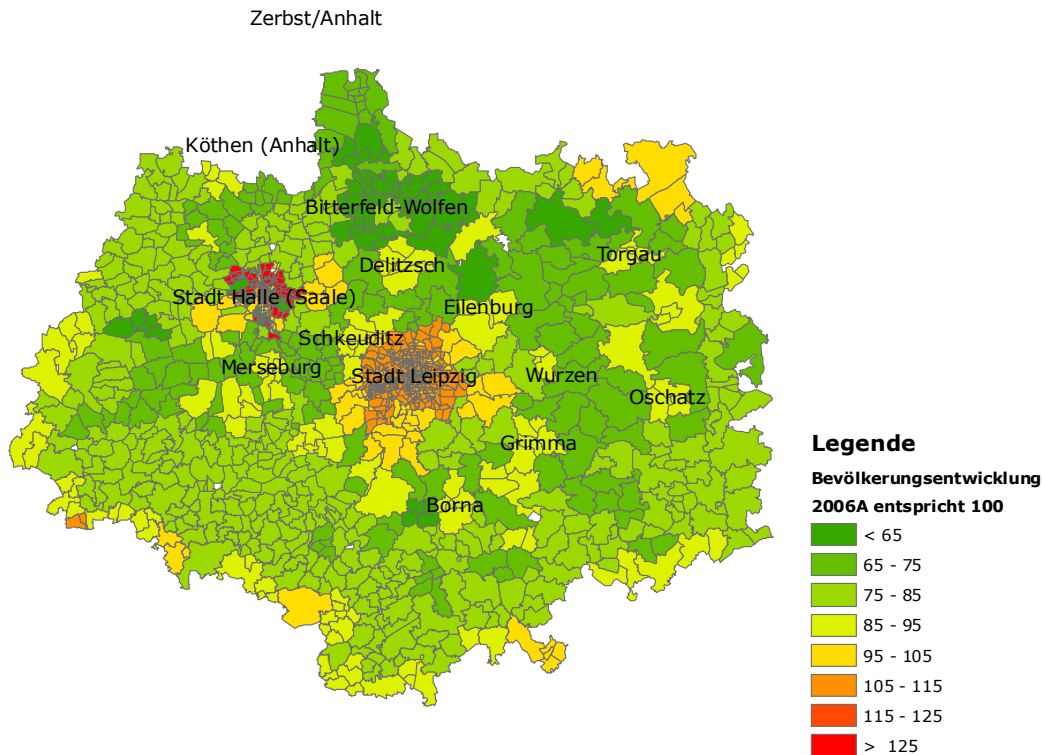 Zerbst/Anhalt
Köthen (Anhalt)
Bitterfeld-Wolfen
Torgau
Delitzsch
Stadt Halle (Saale)
Eilenburg
Schkeuditz
Merseburg
Stadt Leipzig
Wurzen
Oschatz
Grimma
Borna
Legende
Bevölkerungsentwicklung
2006A entspricht 100
< 65
65 - 75
75 - 85
85 - 95
95 - 105
105 - 115
115 - 125
> 125